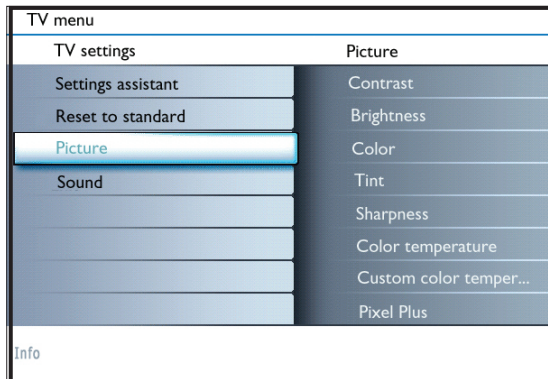 TV menu
TV settings
Picture
Settings assistant
Contrast
Reset to standard
Brightness
Picture
Color
Sound
Tint
Sharpness
Color temperature
Custom color temper...
Pixel Plus
Info